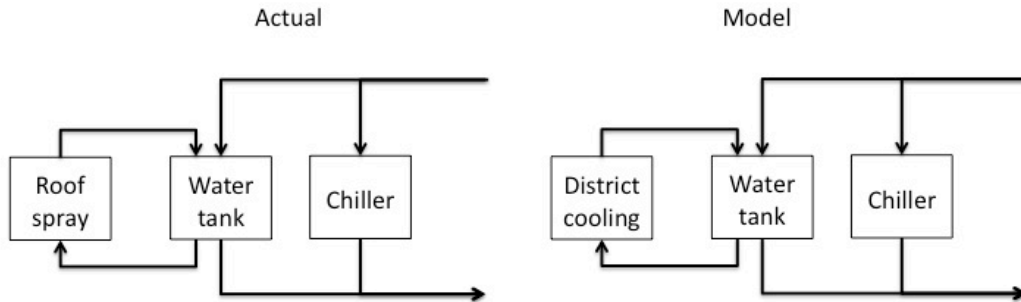 Actual
Model
Roof
spray
Water
tank
Chiller
District
cooling
Water
tank
Chiller